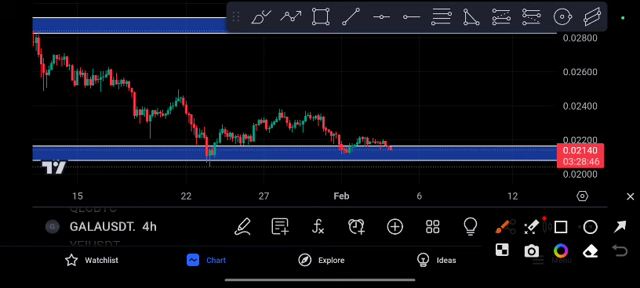 0.02800
0.02600
0.02400
0.02200
0.02140
03:28:46
0.02000
15 22 27 Feb 6 12
GALAUSDT. 4h
Watchlist Chart Explore Ideas Menu